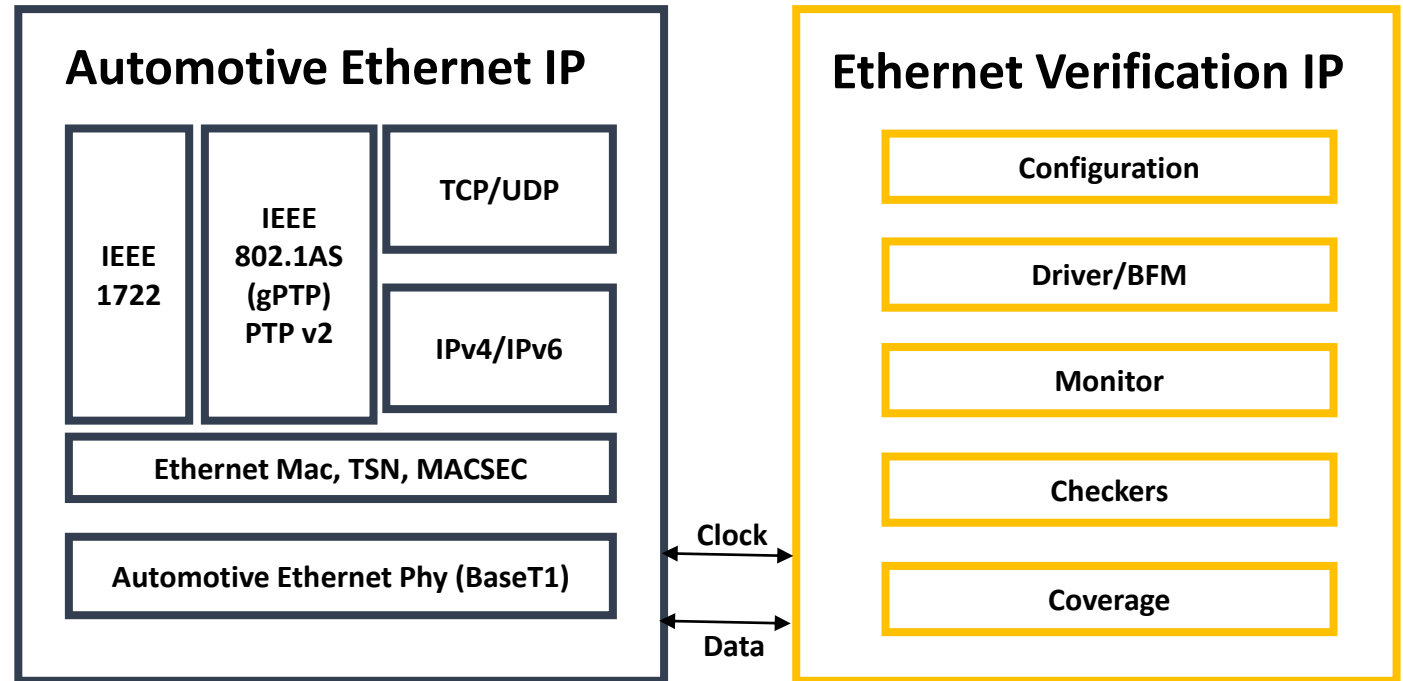 Automotive Ethernet IP
IEEE
1722
IEEE
802.1AS
(gPTP)
PTP v2
TCP/UDP
IPv4/IPv6
Ethernet Mac, TSN, MACSEC
Automotive Ethernet Phy (BaseT1)
Clock
Data
Ethernet Verification IP
Configuration
Driver/BFM
Monitor
Checkers
Coverage